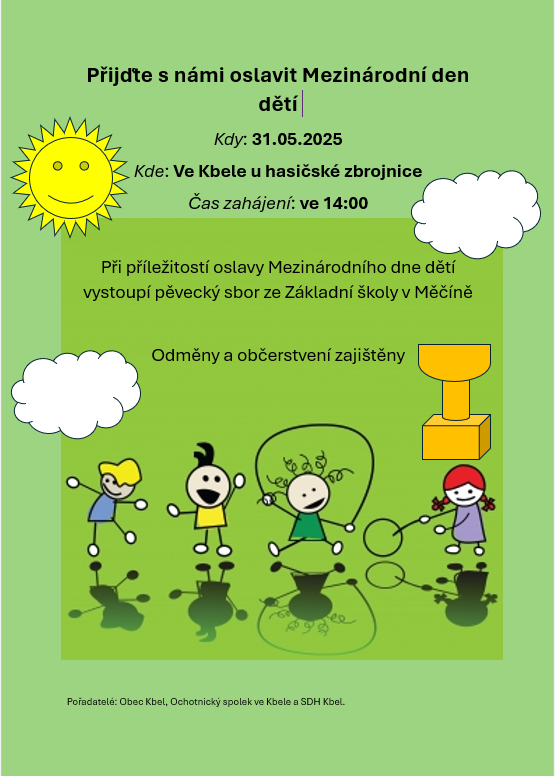 Přijďte s námi oslavit Mezinárodní den
dětí
Kdy: 31.05.2025
Kde: Ve Kbele u hasičské zbrojnice
Čas zahájení: ve 14:00
Při příležitostí oslavy Mezinárodního dne dětí
vystoupí pěvecký sbor ze Základní školy v Měčíně
Odměny a občerstvení zajištěny
Pořadatelé: Obec Kbel, Ochotnický spolek ve Kbele a SDH Kbel.